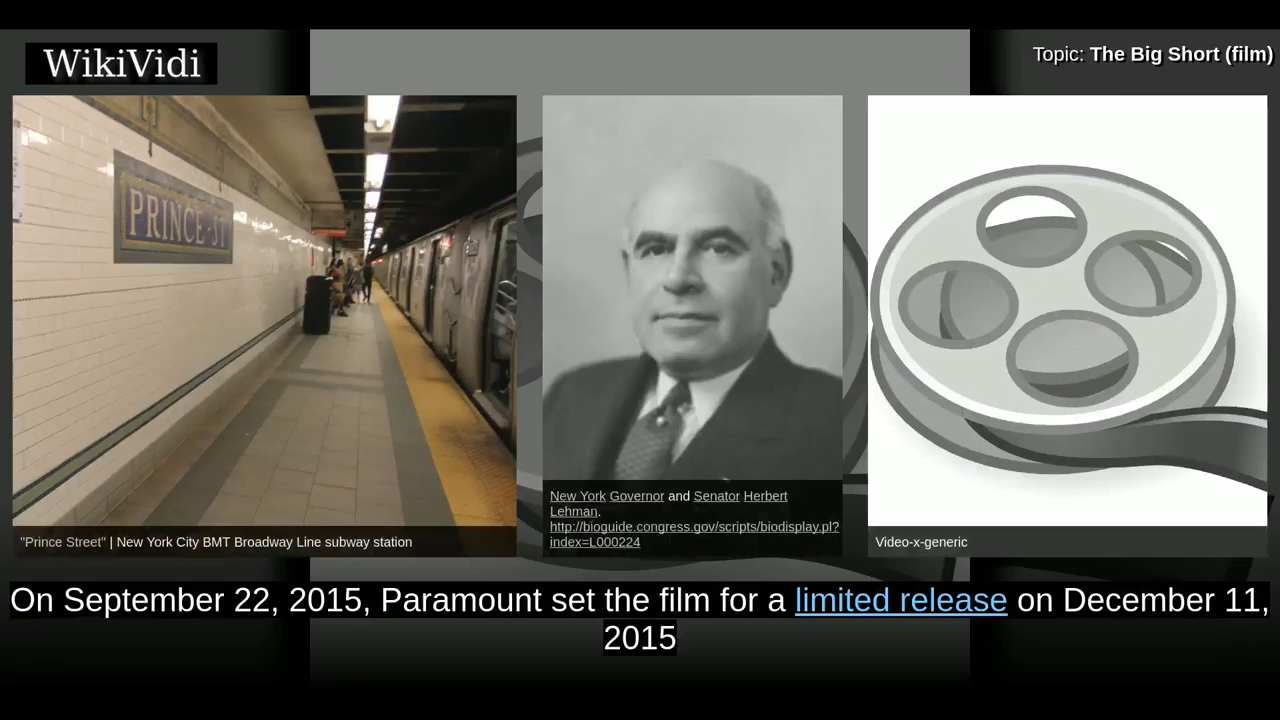 WikiVidi
Topic: The Big Short (film)
PRINCE ST
New York Governor and Senator Herbert
Lehman.
http://bioguide.congress.gov/scripts/biodisplay.pl?
index=L000224
"Prince Street" | New York City BMT Broadway Line subway station
Video-x-generic
On September 22, 2015, Paramount set the film for a limited release on December 11,
2015